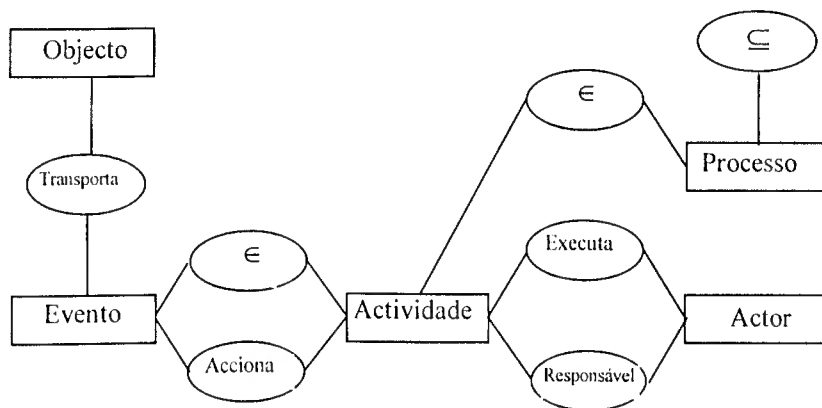 Objecto
⊆
∈
Processo
Transporta
∈
Executa
Evento
Actividade
Actor
Acciona
Responsável